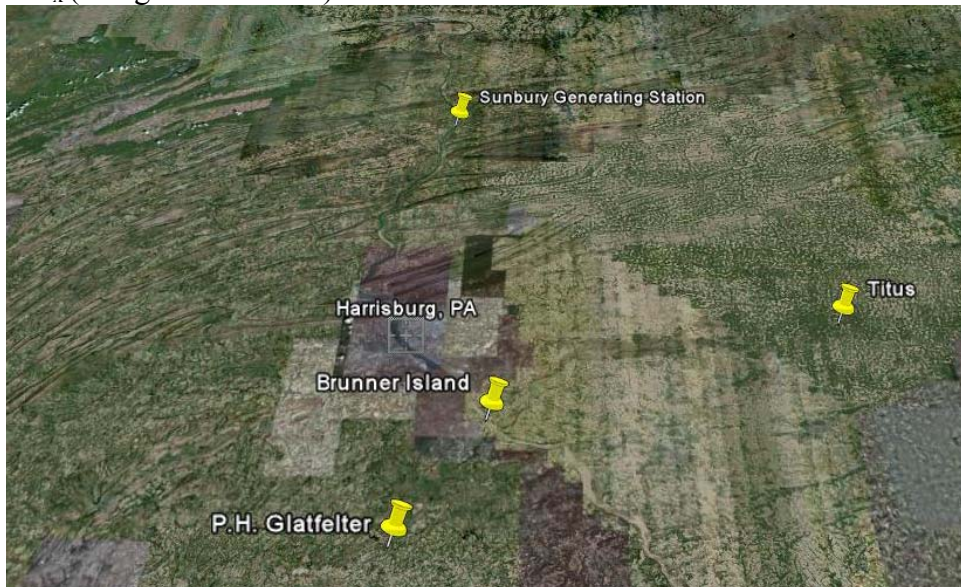 Sunbury Generating Station
Titus
Harrisburg, PA
Brunner Island
P.H. Glatfelter